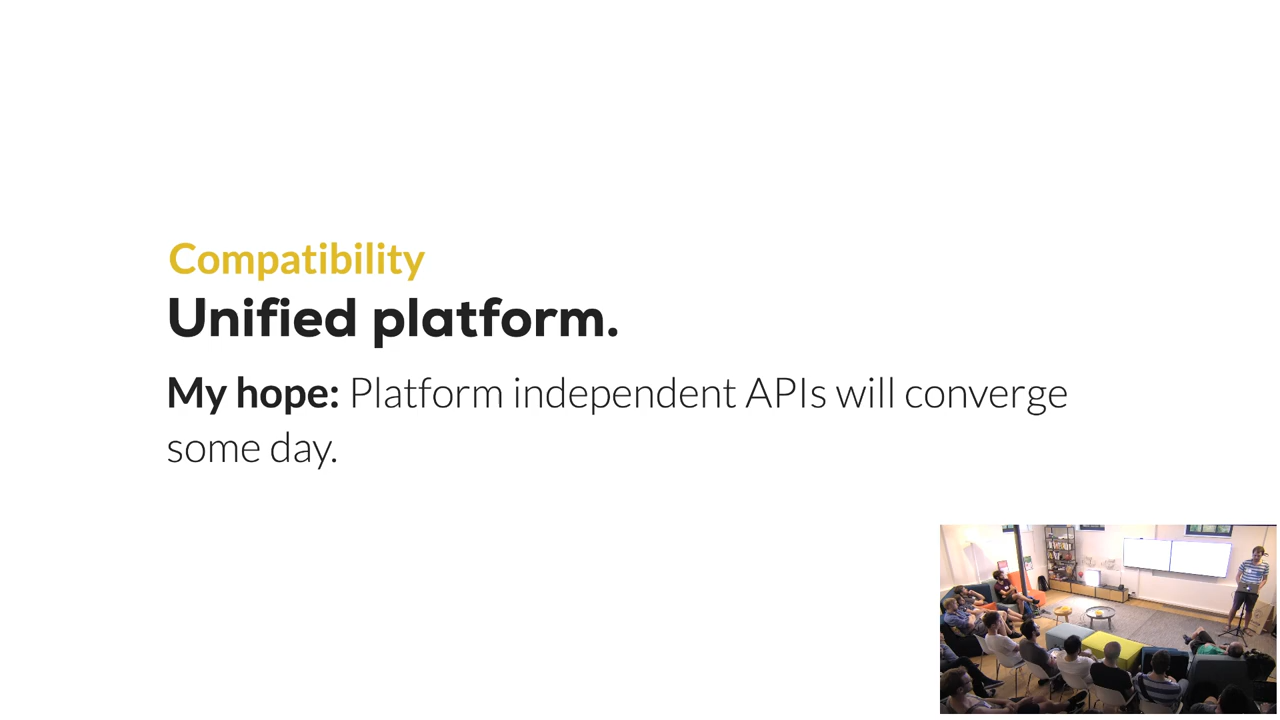 Compatibility
Unified platform.
My hope: Platform independent APIs will converge
some day.